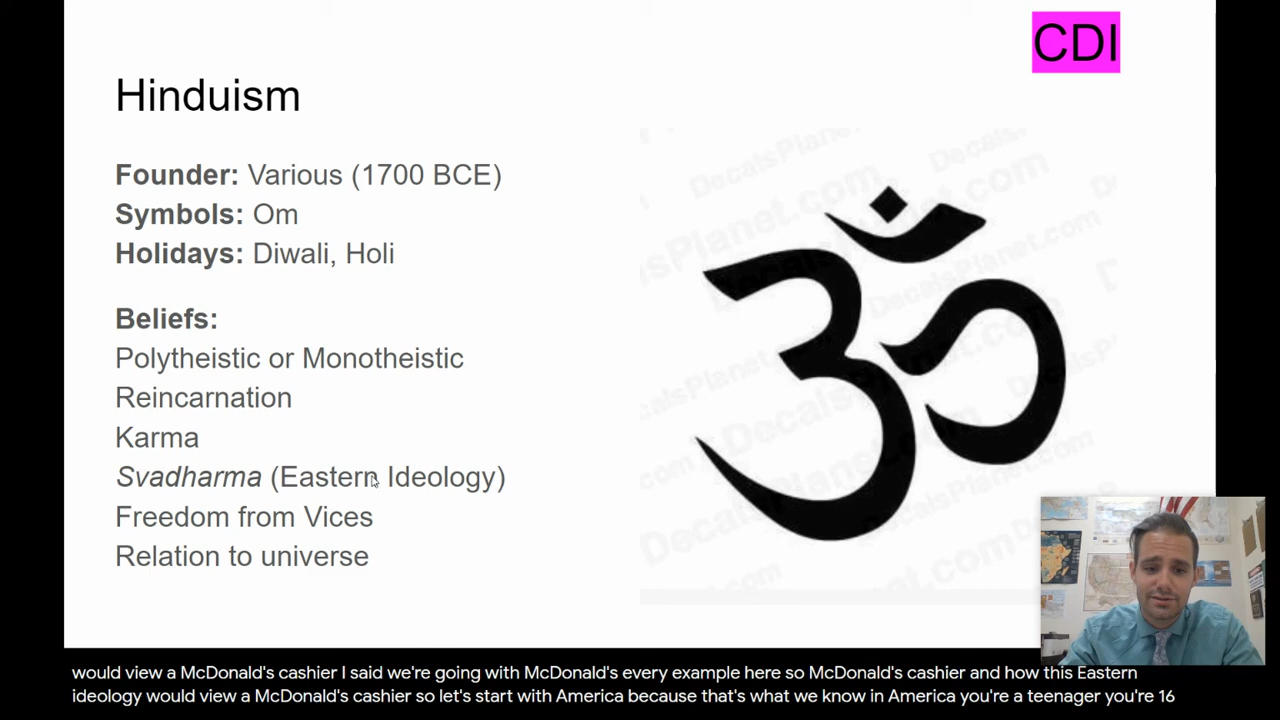 CDI
Hinduism
Founder: Various (1700 BCE)
Symbols: Om
Holidays: Diwali, Holi
Beliefs:
Polytheistic or Monotheistic
Reincarnation
Karma
Svadharma (Eastern Ideology)
Freedom from Vices
Relation to universe
ॐ
DecalsPlanet.com
would view a McDonald's cashier I said we're going with McDonald's every example here so McDonald's cashier and how this Eastern
ideology would view a McDonald's cashier so let's start with America because that's what we know in America you're a teenager you're 16